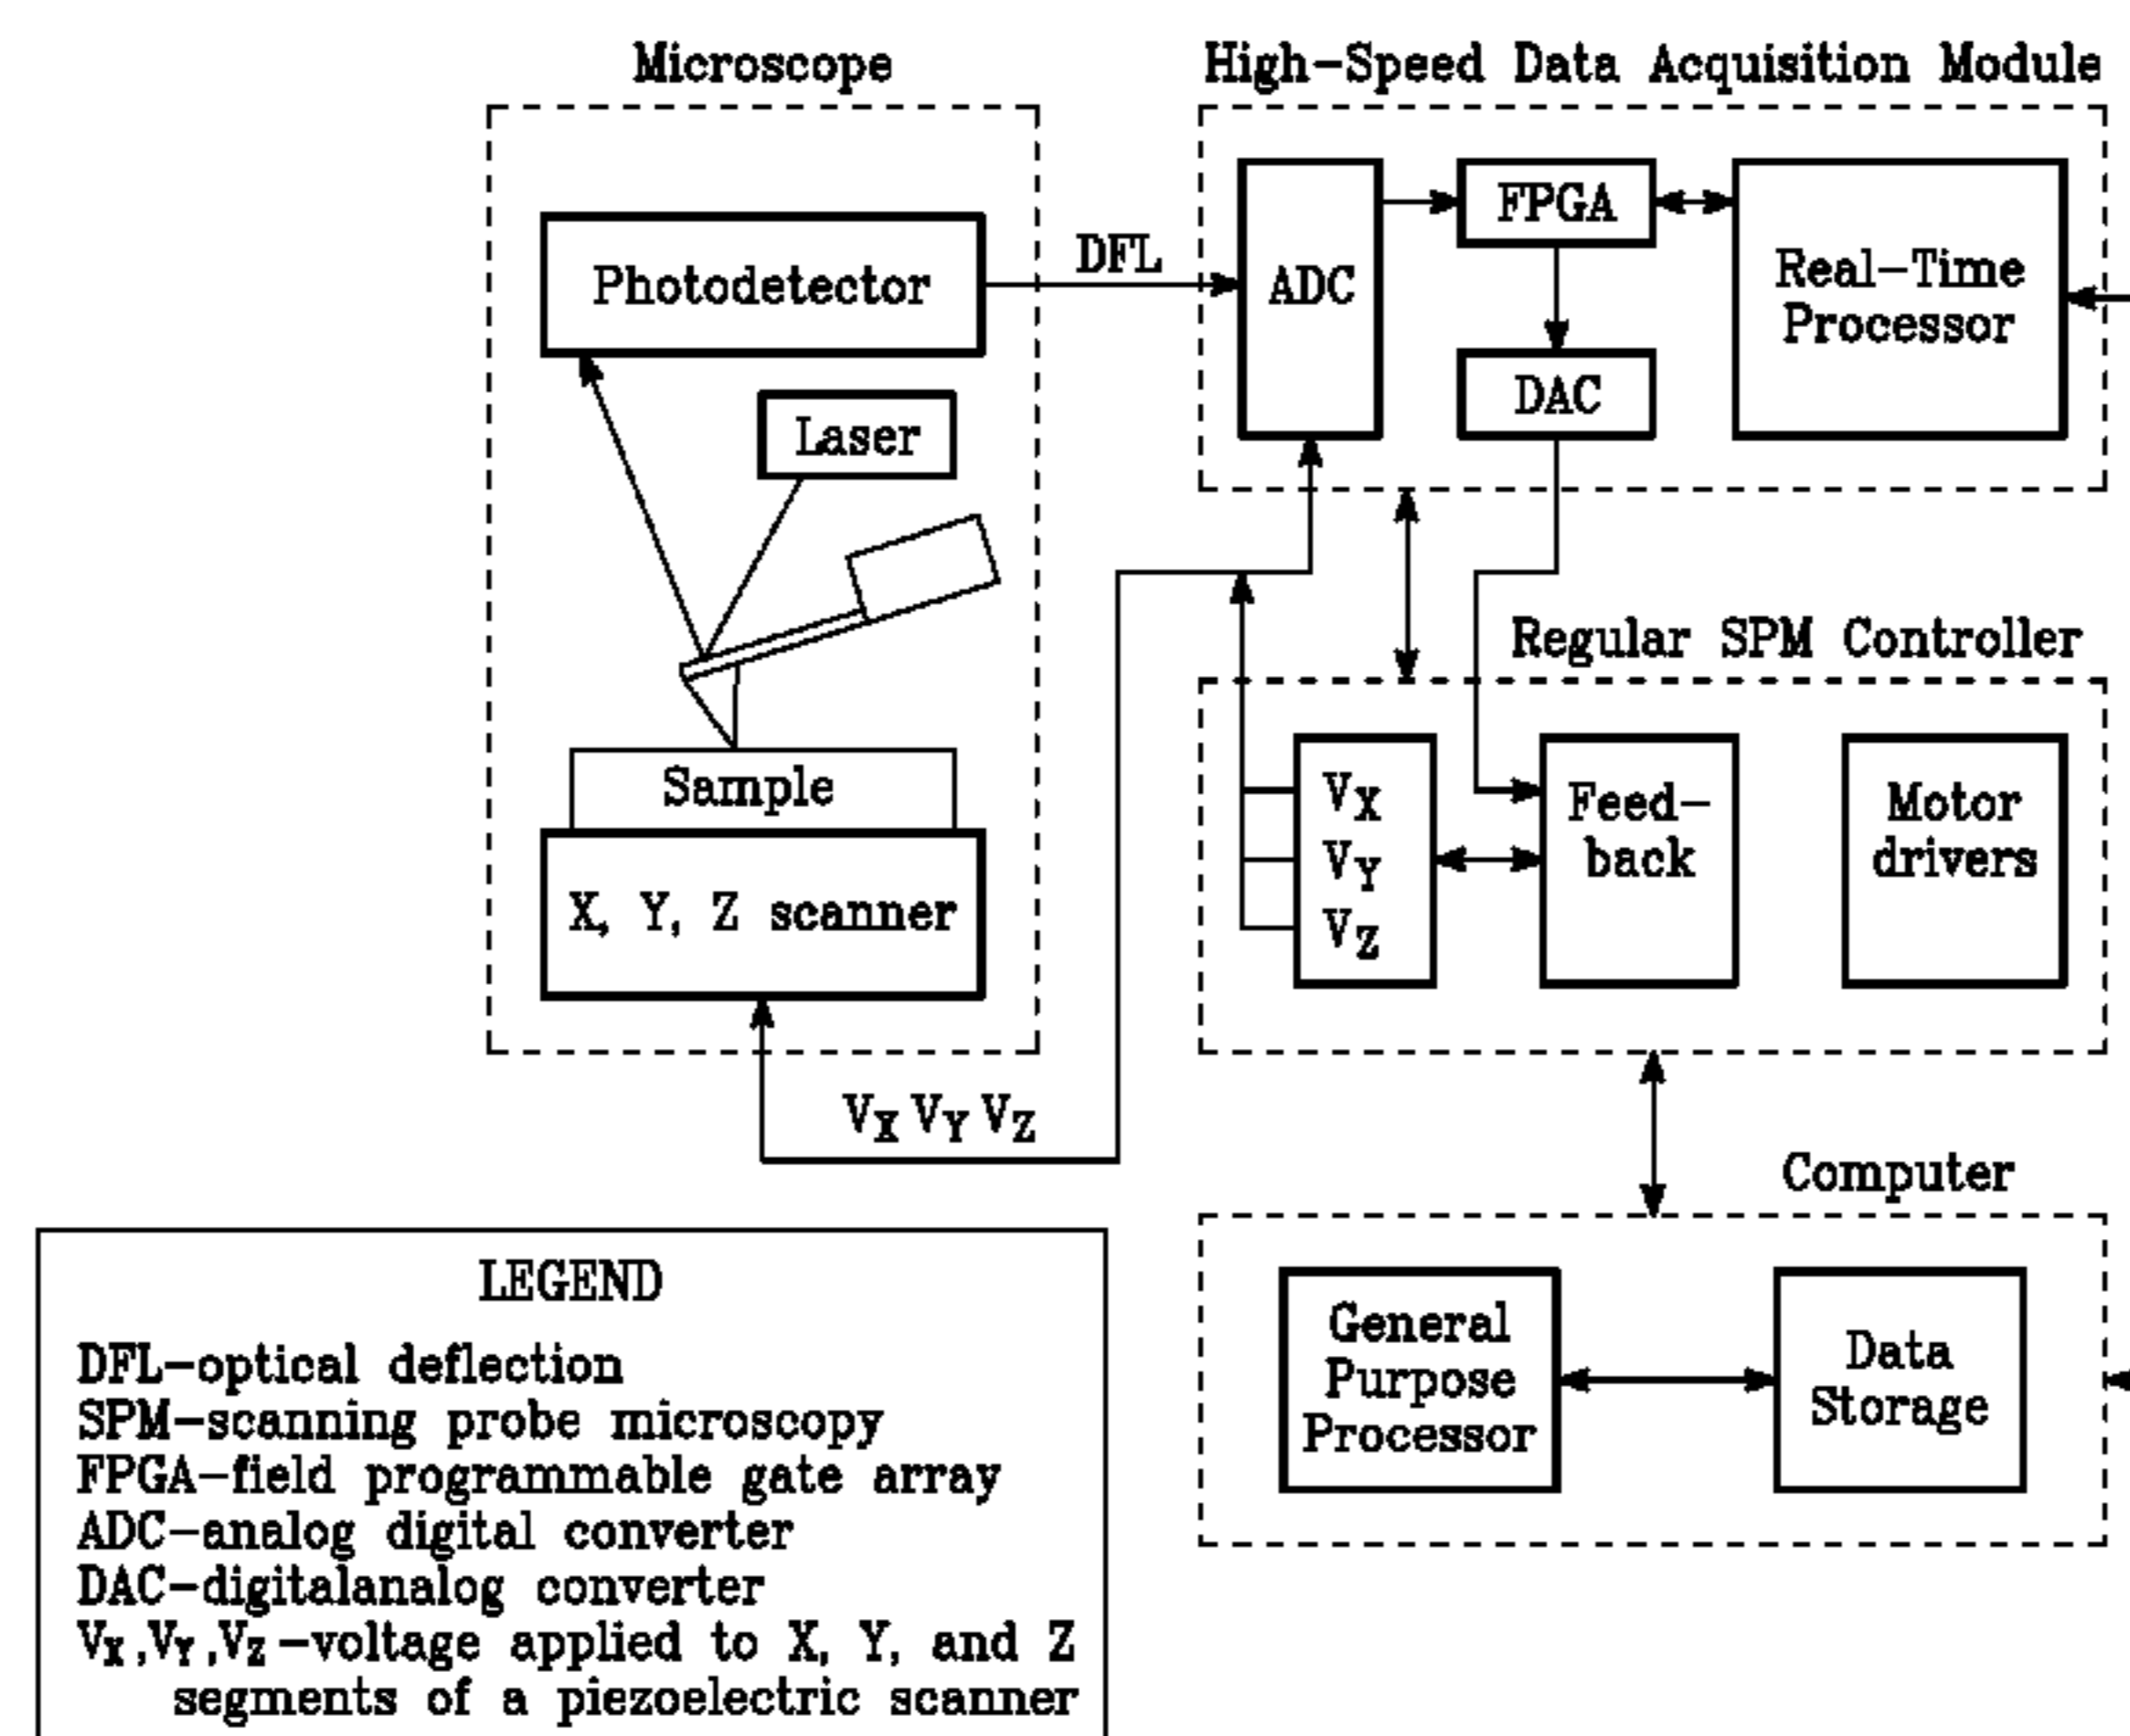 Microscope
Photodetector
DFL
Laser
Sample
X, Y, Z scanner
VX VY VZ
High-Speed Data Acquisition Module
ADC
FPGA
DAC
Real-Time
Processor
Regular SPM Controller
VX
VY
VZ
Feed-
back
Motor
drivers
Computer
General
Purpose
Processor
Data
Storage
LEGEND
DFL-optical deflection
SPM-scanning probe microscopy
FPGA-field programmable gate array
ADC-analog digital converter
DAC-digitalanalog converter
VX,VY,VZ-voltage applied to X, Y, and Z
segments of a piezoelectric scanner